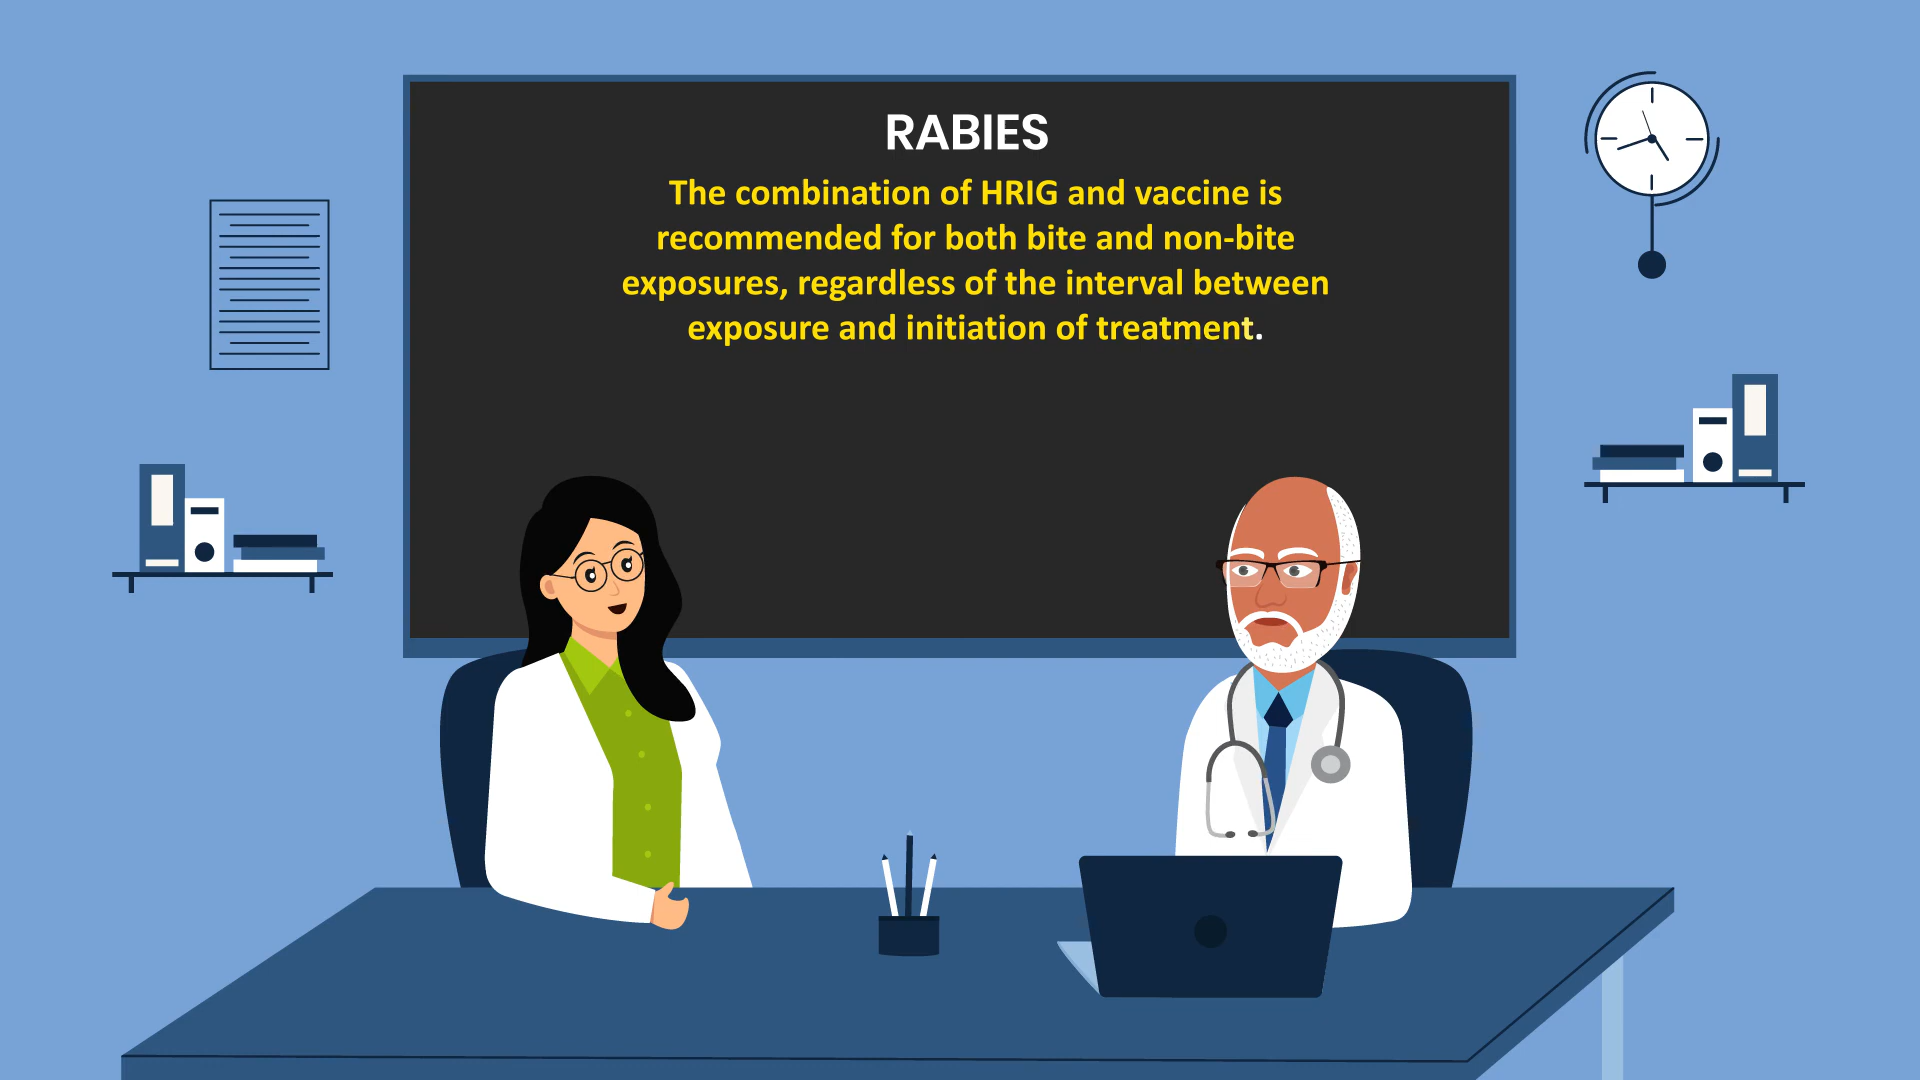 RABIES
The combination of HRIG and vaccine is
recommended for both bite and non-bite
exposures, regardless of the interval between
exposure and initiation of treatment.